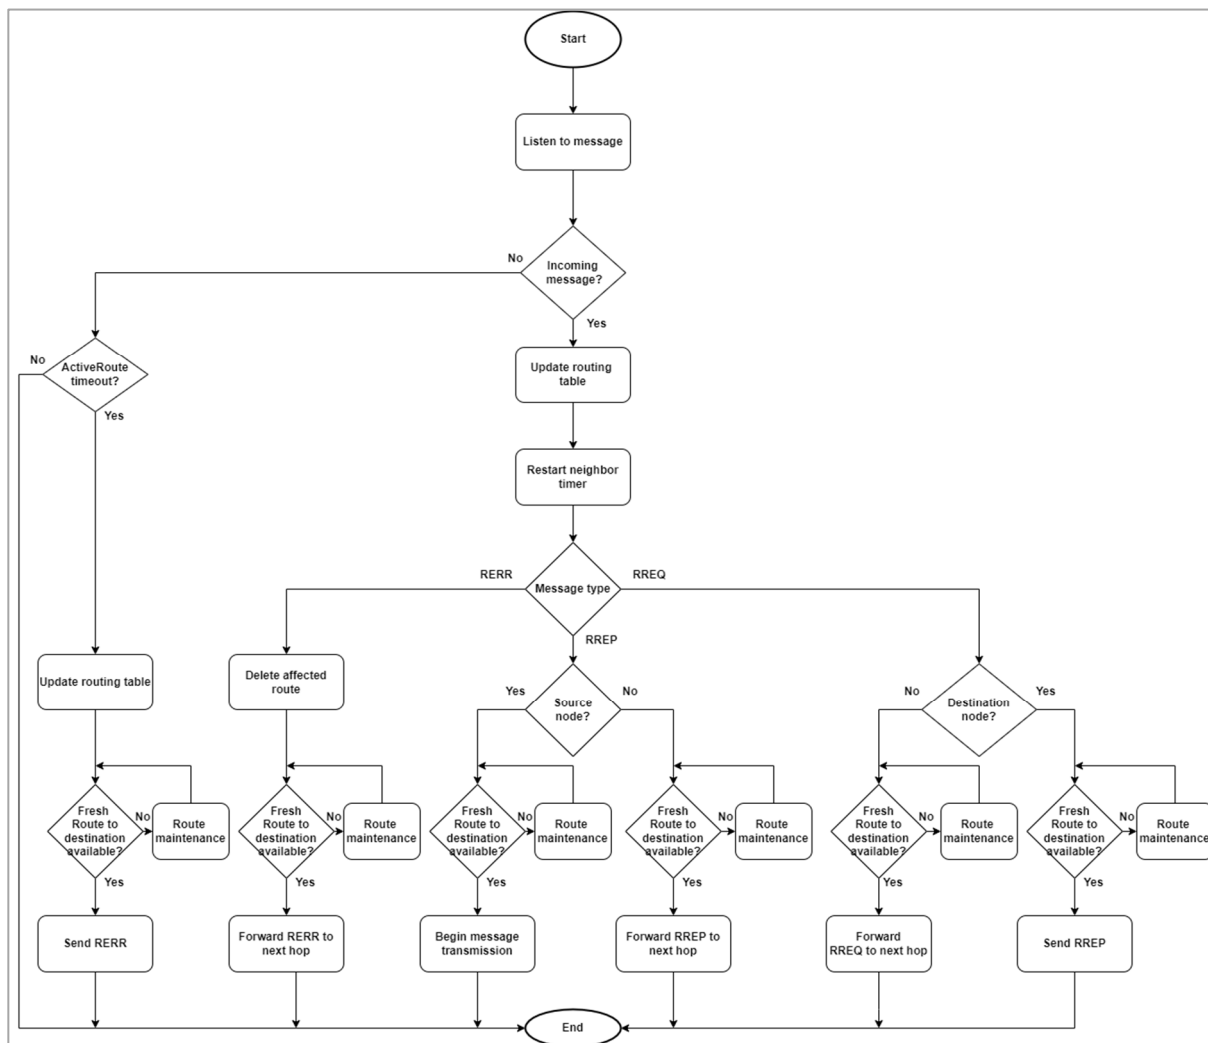 Start
Listen to message
No
Incoming
message?
Yes
No
ActiveRoute
timeout?
Yes
Update routing
table
Restart neighbor
timer
RERR
Message type
RREQ
RREP
Update routing table
Delete affected
route
Yes
Source
node?
No
No
Destination
node?
Yes
Fresh
Route to
destination
available?
No
Route
maintenance
Yes
Fresh
Route to
destination
available?
No
Route
maintenance
Yes
Fresh
Route to
destination
available?
No
Route
maintenance
Yes
Fresh
Route to
destination
available?
No
Route
maintenance
Yes
Fresh
Route to
destination
available?
No
Route
maintenance
Yes
Fresh
Route to
destination
available?
No
Route
maintenance
Yes
Send RERR
Forward RERR to
next hop
Begin message
transmission
Forward RREP to
next hop
Forward
RREQ to next hop
Send RREP
End